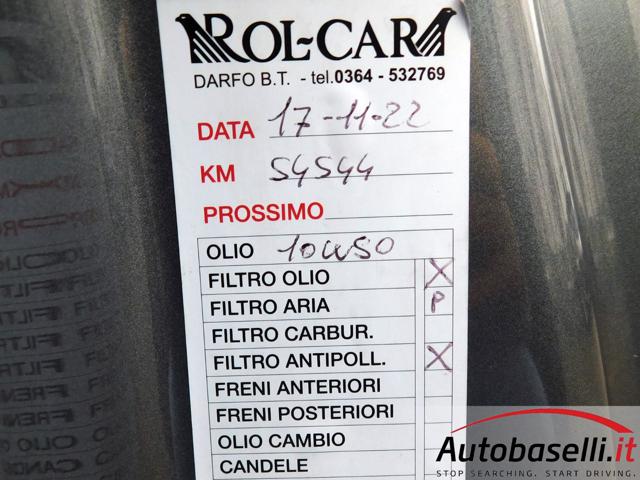 ROL-CAR
DARFO B.T. - tel.0364 - 532769
DATA 17-11-22
KM 54544
PROSSIMO
OLIO 10W50
FILTRO OLIO X
FILTRO ARIA P
FILTRO CARBUR.
FILTRO ANTIPOLL. X
FRENI ANTERIORI
FRENI POSTERIORI
OLIO CAMBIO
CANDELE
Autobaselli.it
STOP SEARCHING. START DRIVING.